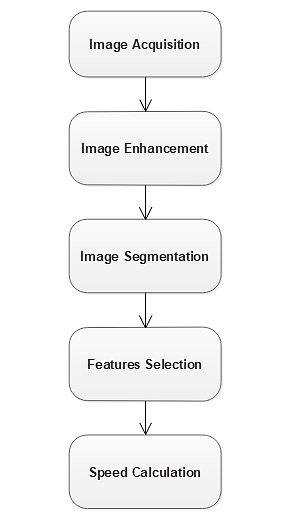 Image Acquisition
Image Enhancement
Image Segmentation
Features Selection
Speed Calculation